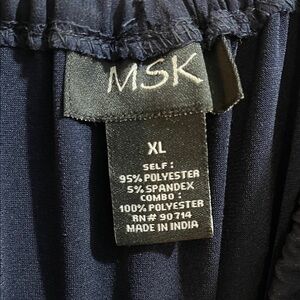 MSK
XL
SELF:
95% POLYESTER
5% SPANDEX
COMBO:
100% POLYESTER
RN# 90714
MADE IN INDIA